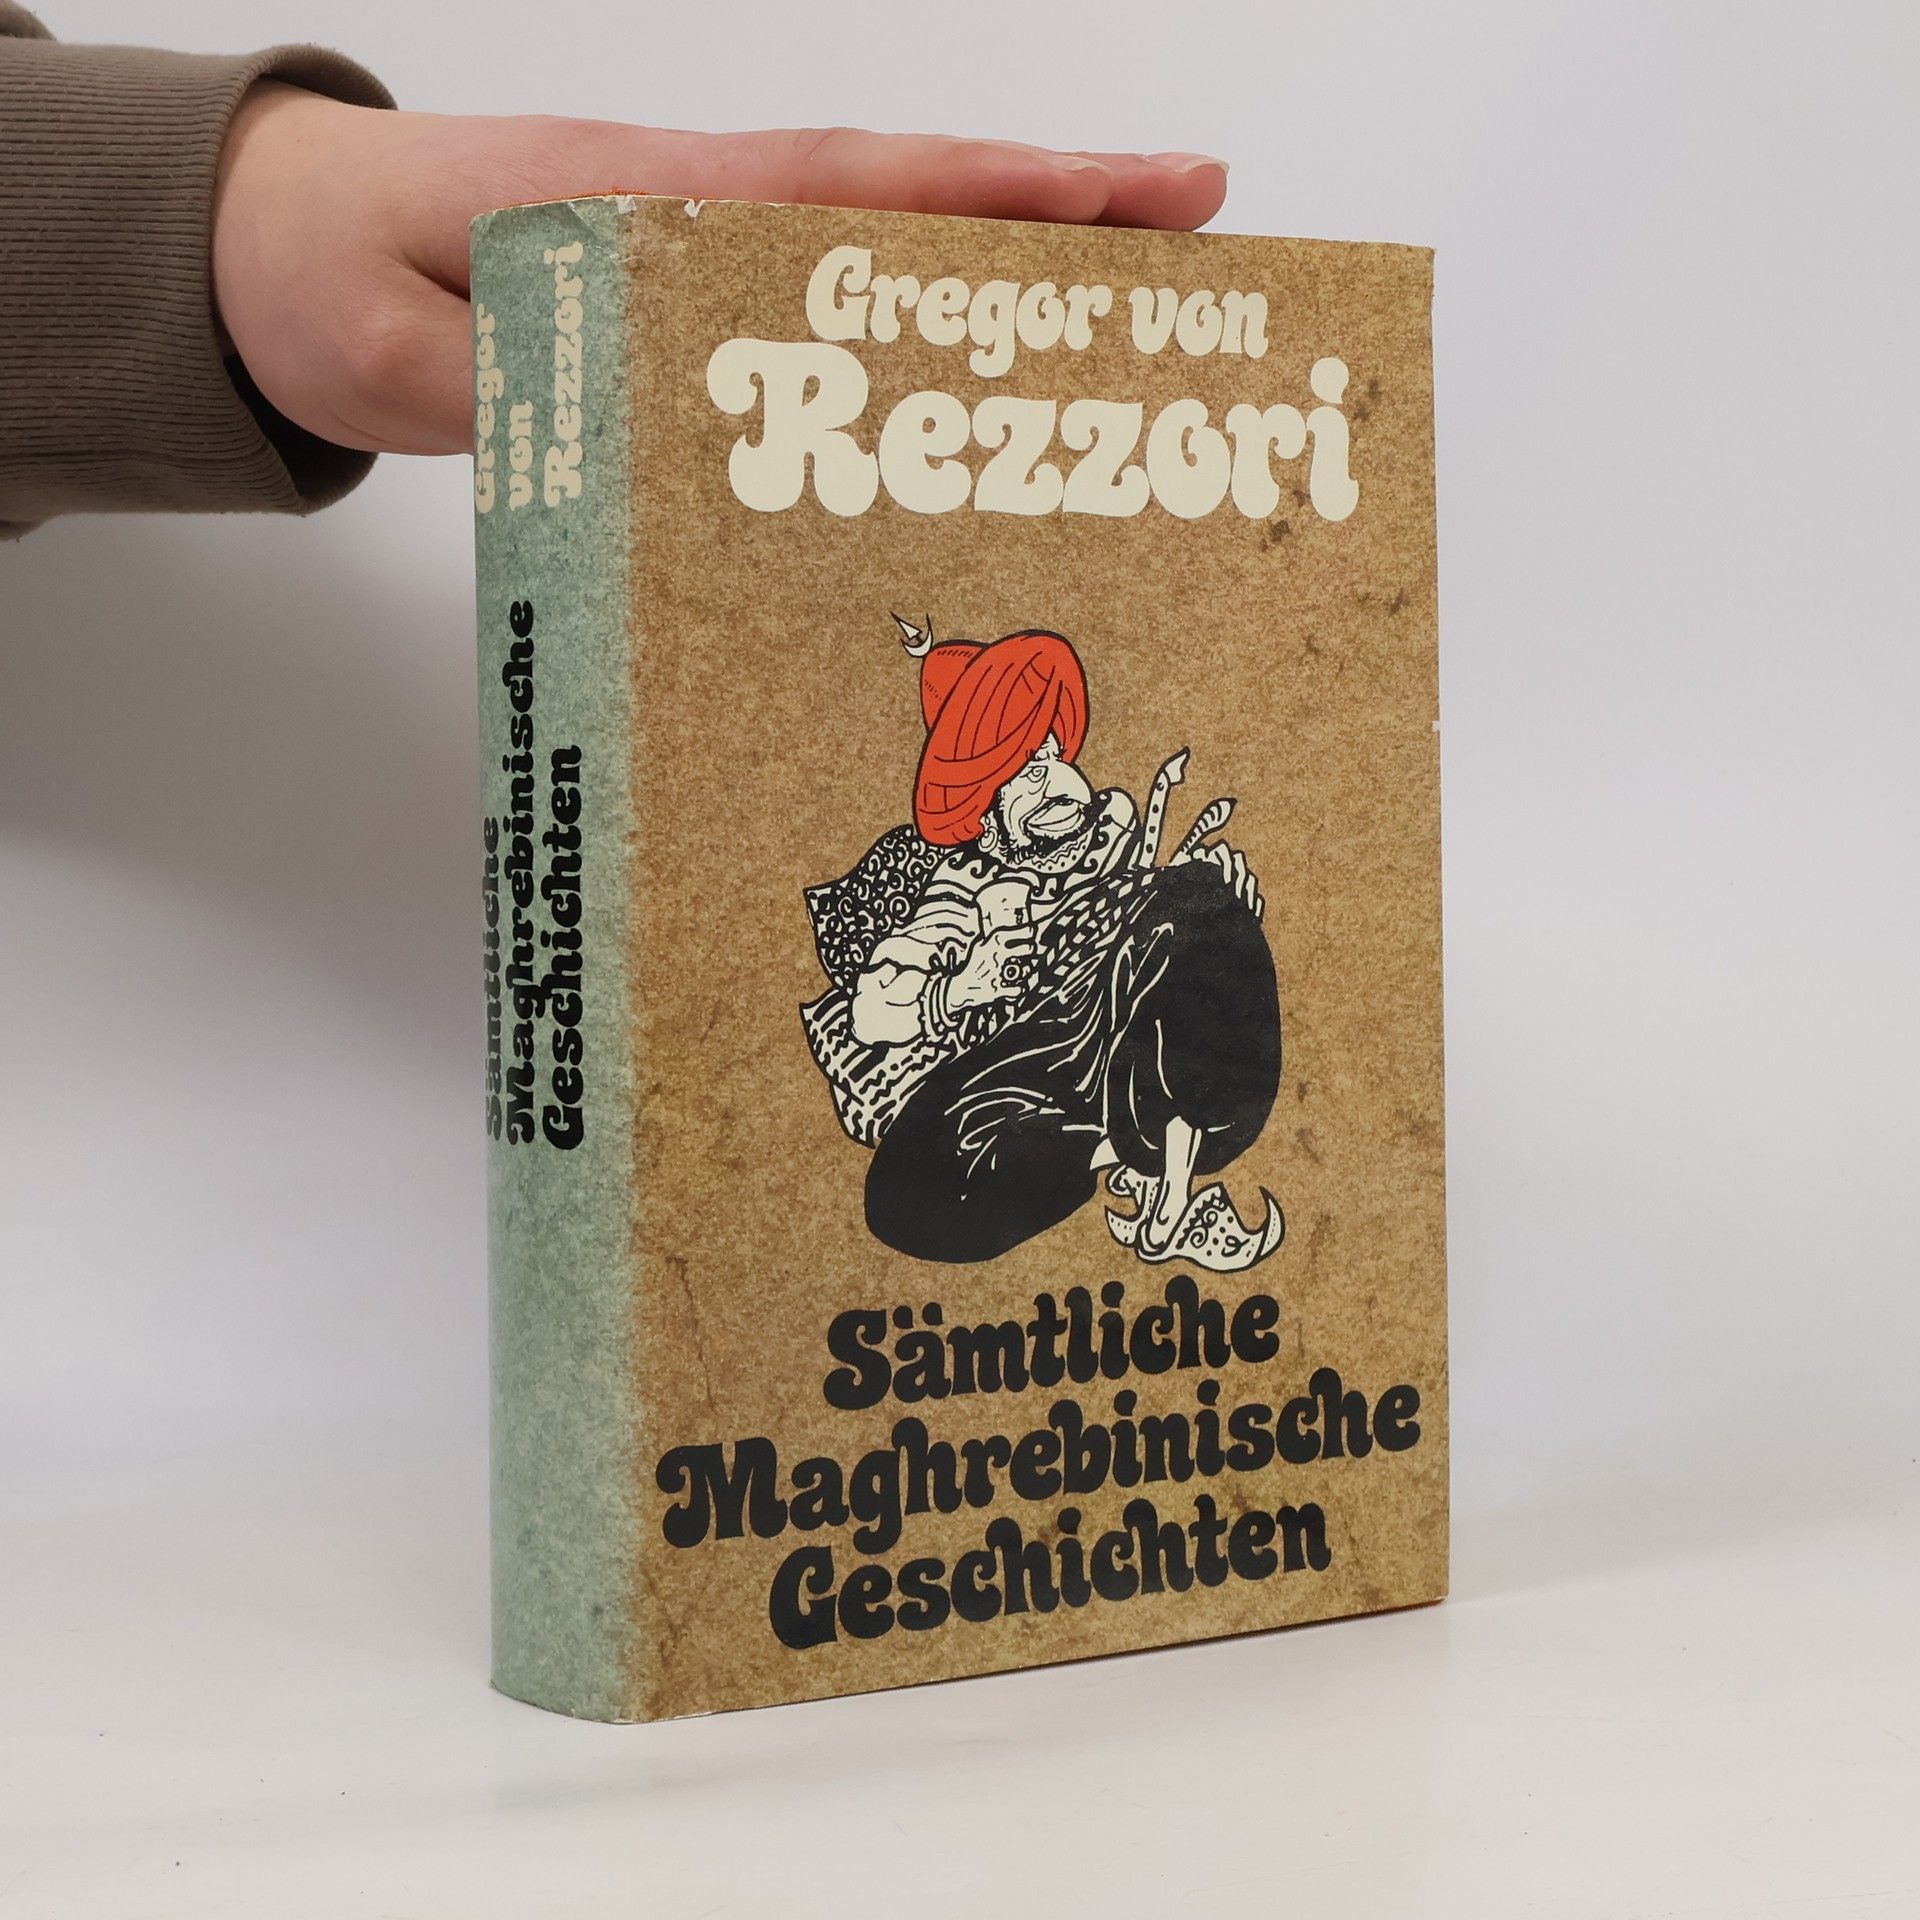 Gregor
von
Rezzori
Sämtliche
Maghrebinische
Geschichten
Gregor von
Rezzori
Sämtliche
Maghrebinische
Geschichten